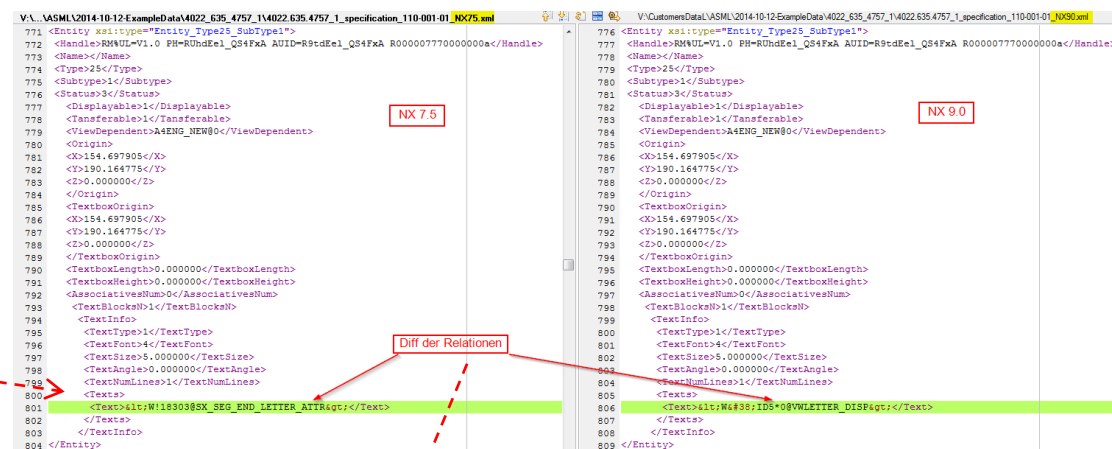 V:\...\ASML\2014-10-12-ExampleData\4022_635_4757_1\4022.635.4757_1_specification_110-001-01_NX75.xml
771 <Entity xsi:type="Entity_Type25_SubType1">
772 <Handle>RM%UL=V1.0 PH=RUhdEel_QS4FxA AUID=R9tdEel_QS4FxA R000007770000000a</Handle>
773 <Name></Name>
774 <Type>25</Type>
775 <Subtype>1</Subtype>
776 <Status>3</Status>
777 <Displayable>1</Displayable>
778 <Tansferable>1</Tansferable>
779 <ViewDependent>A4ENG_NEW@0</ViewDependent>
780 <Origin>
781 <X>154.697905</X>
782 <Y>190.164775</Y>
783 <Z>0.000000</Z>
784 </Origin>
785 <TextboxOrigin>
786 <X>154.697905</X>
787 <Y>190.164775</Y>
788 <Z>0.000000</Z>
789 </TextboxOrigin>
790 <TextboxLength>0.000000</TextboxLength>
791 <TextboxHeight>0.000000</TextboxHeight>
792 <AssociativesNum>0</AssociativesNum>
793 <TextBlocksN>1</TextBlocksN>
794 <TextInfo>
795 <TextType>1</TextType>
796 <TextFont>4</TextFont>
797 <TextSize>5.000000</TextSize>
798 <TextAngle>0.000000</TextAngle>
799 <TextNumLines>1</TextNumLines>
800 <Texts>
801 <Text>&lt;W!18303@SX_SEG_END_LETTER_ATTR&gt;</Text>
802 </Texts>
803 </TextInfo>
804 </Entity>
NX 7.5
Diff der Relationen
V:\CustomersDataL\ASML\2014-10-12-ExampleData\4022_635_4757_1\4022.635.4757_1_specification_110-001-01_NX90.xml
776 <Entity xsi:type="Entity_Type25_SubType1">
777 <Handle>RM%UL=V1.0 PH=RUhdEel_QS4FxA AUID=R9tdEel_QS4FxA R000007770000000a</Handle>
778 <Name></Name>
779 <Type>25</Type>
780 <Subtype>1</Subtype>
781 <Status>3</Status>
782 <Displayable>1</Displayable>
783 <Tansferable>1</Tansferable>
784 <ViewDependent>A4ENG_NEW@0</ViewDependent>
785 <Origin>
786 <X>154.697905</X>
787 <Y>190.164775</Y>
788 <Z>0.000000</Z>
789 </Origin>
790 <TextboxOrigin>
791 <X>154.697905</X>
792 <Y>190.164775</Y>
793 <Z>0.000000</Z>
794 </TextboxOrigin>
795 <TextboxLength>0.000000</TextboxLength>
796 <TextboxHeight>0.000000</TextboxHeight>
797 <AssociativesNum>0</AssociativesNum>
798 <TextBlocksN>1</TextBlocksN>
799 <TextInfo>
800 <TextType>1</TextType>
801 <TextFont>4</TextFont>
802 <TextSize>5.000000</TextSize>
803 <TextAngle>0.000000</TextAngle>
804 <TextNumLines>1</TextNumLines>
805 <Texts>
806 <Text>&lt;W&#38;ID5*0@VWLETTER_DISP&gt;</Text>
807 </Texts>
808 </TextInfo>
809 </Entity>
NX 9.0